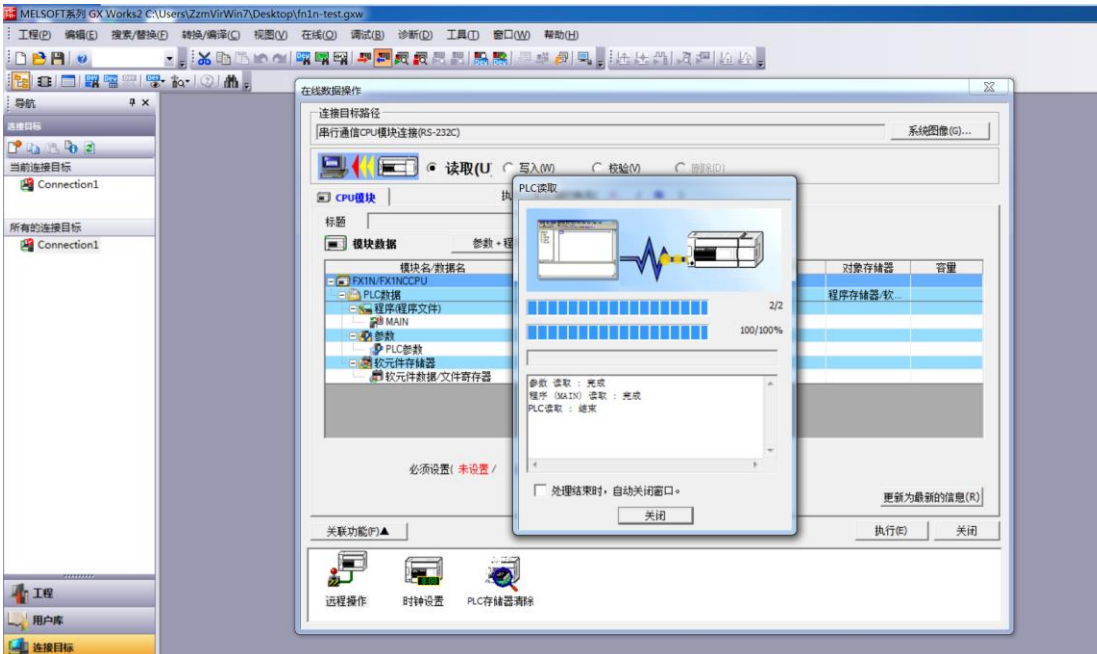 MELSOFT系列 GX Works2 C:\Users\ZzmVirWin7\Desktop\fn1n-test.gxw
工程(P) 编辑(E) 搜索/替换(F) 转换/编译(C) 视图(V) 在线(O) 调试(B) 诊断(D) 工具(T) 窗口(W) 帮助(H)
导航
连接目标
当前连接目标
Connection1
所有的连接目标
Connection1
工程
用户库
连接目标
在线数据操作
连接目标路径
串行通信CPU模块连接(RS-232C)
系统图像(G)...
读取(U) 写入(W) 校验(V) 删除(D)
CPU模块
标题
模块数据
参数+程
模块名/数据名 对象存储器 容量
FX1N/FX1NCCPU
PLC数据 程序存储器/软...
程序(程序文件)
MAIN
参数
PLC参数
软元件存储器
软元件数据/文件寄存器
必须设置( 未设置 /
更新为最新的信息(R)
关联功能(F)▲ 执行(E) 关闭
远程操作 时钟设置 PLC存储器清除
PLC读取
2/2
100/100%
参数 读取 : 完成
程序 (MAIN) 读取 : 完成
PLC读取 : 结束
处理结束时，自动关闭窗口。
关闭